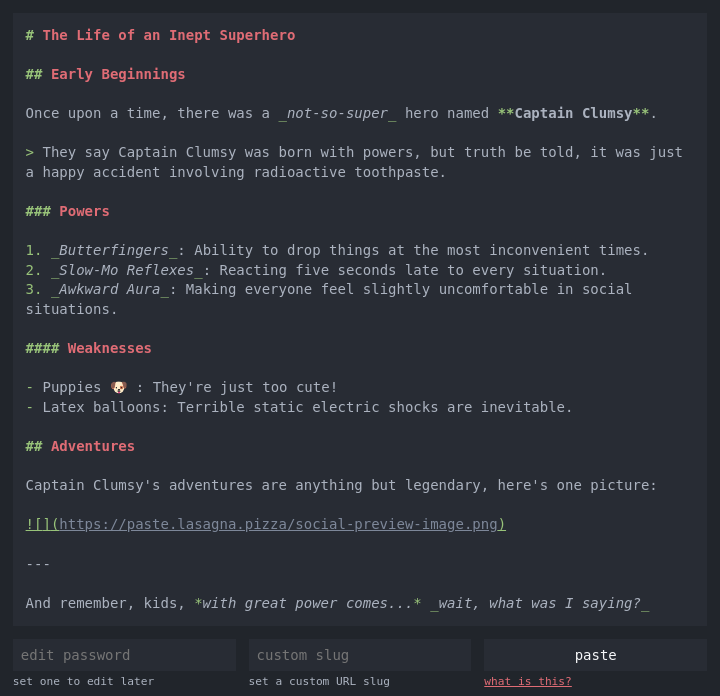 # The Life of an Inept Superhero
## Early Beginnings
Once upon a time, there was a _not-so-super_ hero named **Captain Clumsy**.
> They say Captain Clumsy was born with powers, but truth be told, it was just
a happy accident involving radioactive toothpaste.
### Powers
1. _Butterfingers_: Ability to drop things at the most inconvenient times.
2. _Slow-Mo Reflexes_: Reacting five seconds late to every situation.
3. _Awkward Aura_: Making everyone feel slightly uncomfortable in social
situations.
#### Weaknesses
- Puppies 🐶 : They're just too cute!
- Latex balloons: Terrible static electric shocks are inevitable.
## Adventures
Captain Clumsy's adventures are anything but legendary, here's one picture:
![](https://paste.lasagna.pizza/social-preview-image.png)
---
And remember, kids, *with great power comes...* _wait, what was I saying?_
edit password custom slug paste
set one to edit later set a custom URL slug what is this?